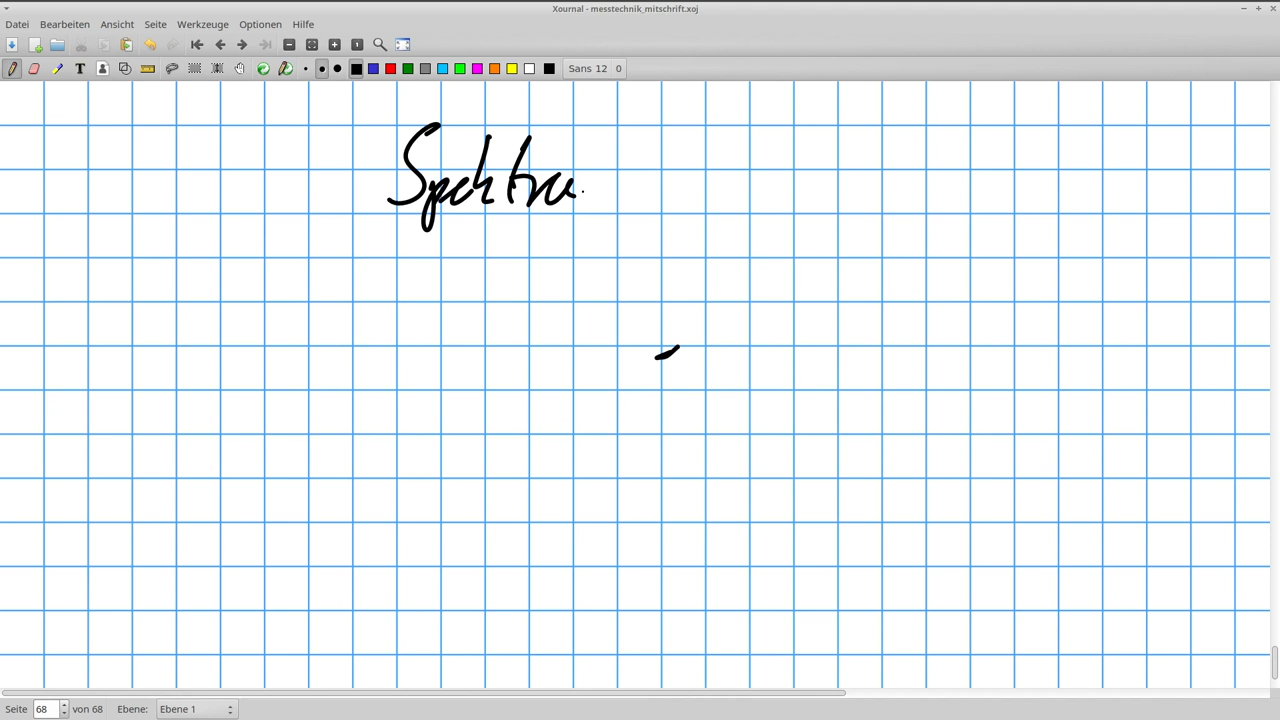 Xournal - messtechnik_mitschrift.xoj
Datei Bearbeiten Ansicht Seite Werkzeuge Optionen Hilfe
Sans 12 0
Spektra
Seite 68 von 68 Ebene: Ebene 1